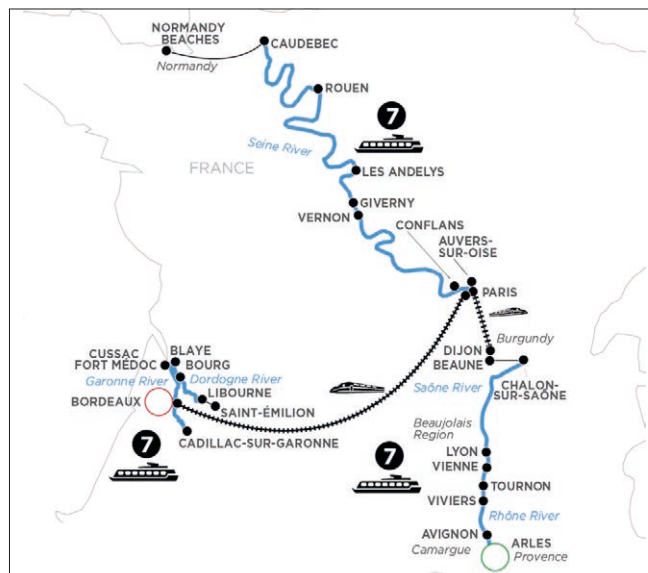 NORMANDY
BEACHES
Normandy
CAUDEBEC
ROUEN
7
Seine River
FRANCE
LES ANDELYS
GIVERNY
VERNON
CONFLANS
AUVERS-
SUR-OISE
PARIS
Burgundy
DIJON
BEAUNE
CHALON-
SUR-SAÔNE
Saône River
CUSSAC
FORT MÉDOC
BLAYE
BOURG
Garonne River
Dordogne River
LIBOURNE
BORDEAUX
SAINT-ÉMILION
CADILLAC-SUR-GARONNE
7
Beaujolais
Region
7
LYON
VIENNE
TOURNON
VIVIERS
Rhône River
AVIGNON
Camargue
ARLES
Provence